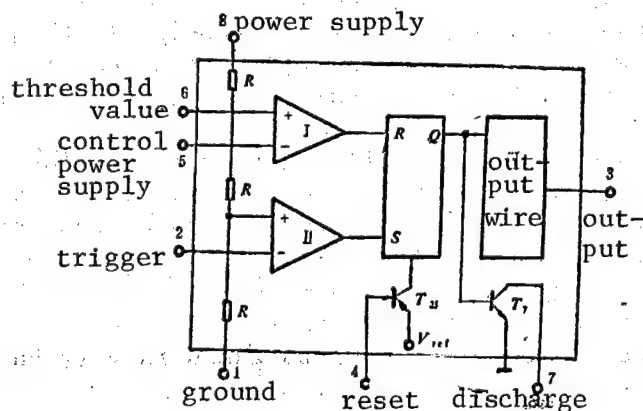 8 power supply
R
threshold
value
6
+
I
-
R
Q
control
power
supply
5
R
out-
put
wire
3
out-
put
2
trigger
+
II
-
S
R
V ref
4
reset
1
ground
7
discharge